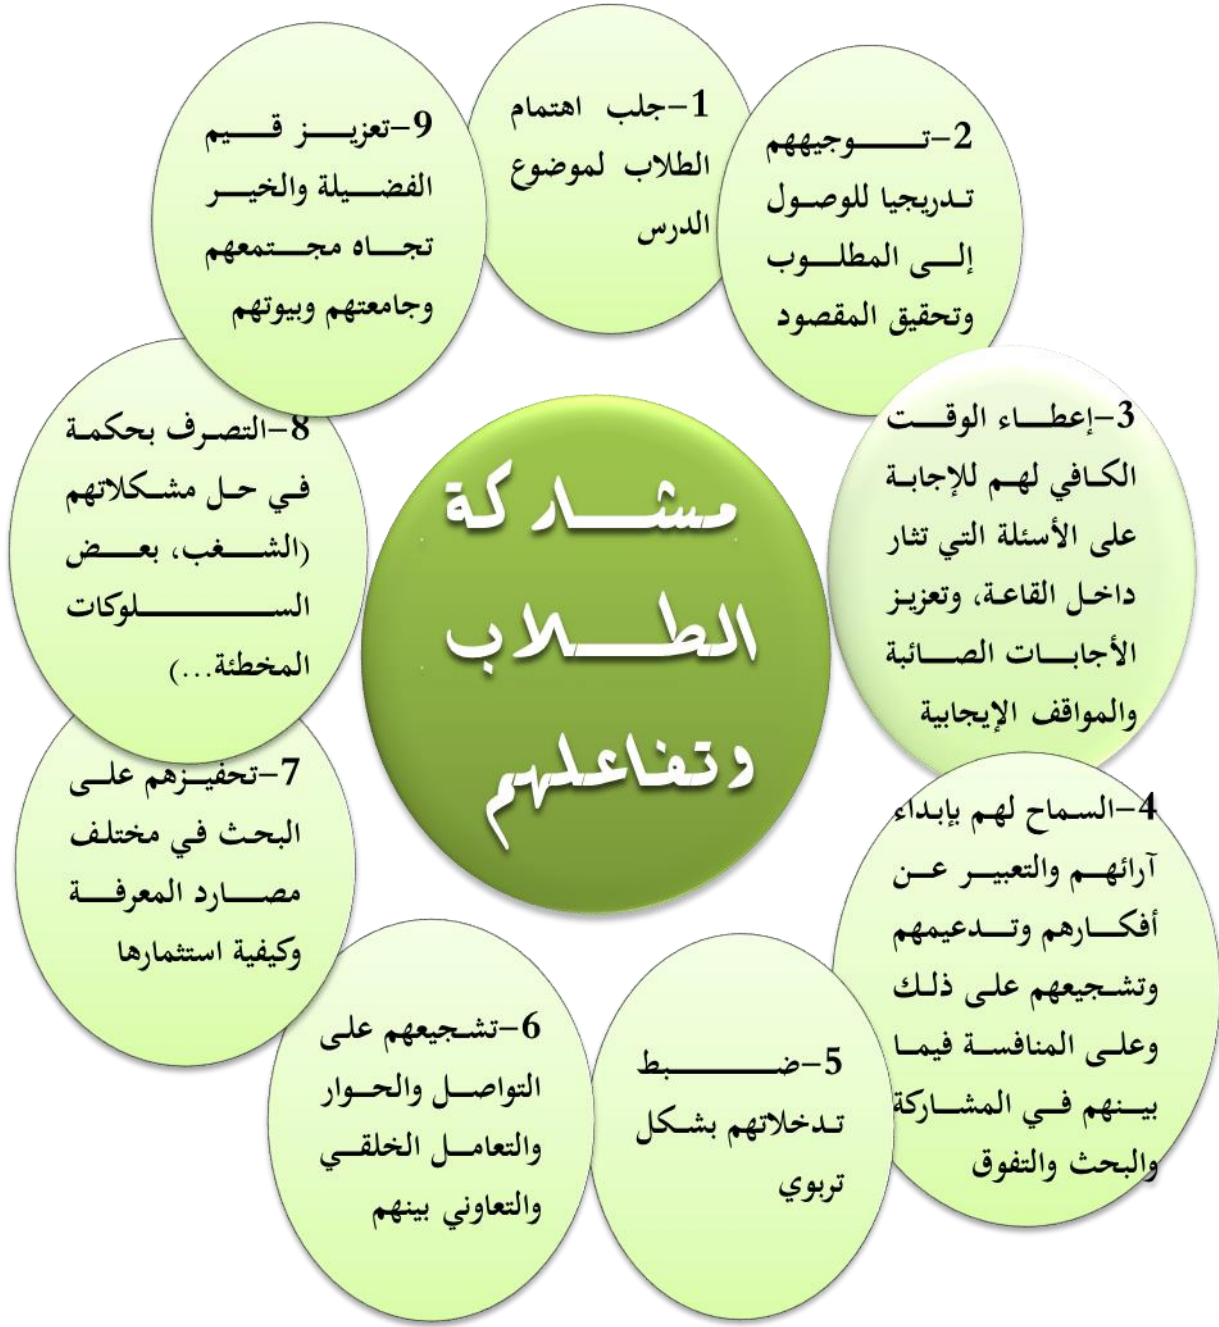 مشاركة
الطلاب
وتفاعلهم
1-جلب اهتمام
الطلاب لموضوع
الدرس
2-توجيههم
تدريجيا للوصول
إلى المطلوب
وتحقيق المقصود
3-إعطاء الوقت
الكافي لهم للإجابة
على الأسئلة التي تثار
داخل القاعة، وتعزيز
الأجابات الصائبة
والمواقف الإيجابية
4-السماح لهم بإبداء
آرائهم والتعبير عن
أفكارهم وتدعيمهم
وتشجيعهم على ذلك
وعلى المنافسة فيما
بينهم في المشاركة
والبحث والتفوق
5-ضبط
تدخلاتهم بشكل
تربوي
6-تشجيعهم على
التواصل والحوار
والتعامل الخلقي
والتعاوني بينهم
7-تحفيزهم على
البحث في مختلف
مصارد المعرفة
وكيفية استثمارها
8-التصرف بحكمة
في حل مشكلاتهم
(الشغب، بعض
السلوكات
المخطئة...)
9-تعزيز قيم
الفضيلة والخير
تجاه مجتمعهم
وجامعتهم وبيوتهم